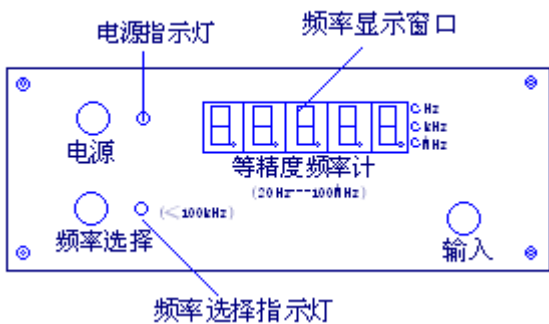 电源指示灯
频率显示窗口
Hz
kHz
MHz
电源
等精度频率计
(20Hz---100MHz)
(≤100kHz)
频率选择
输入
频率选择指示灯